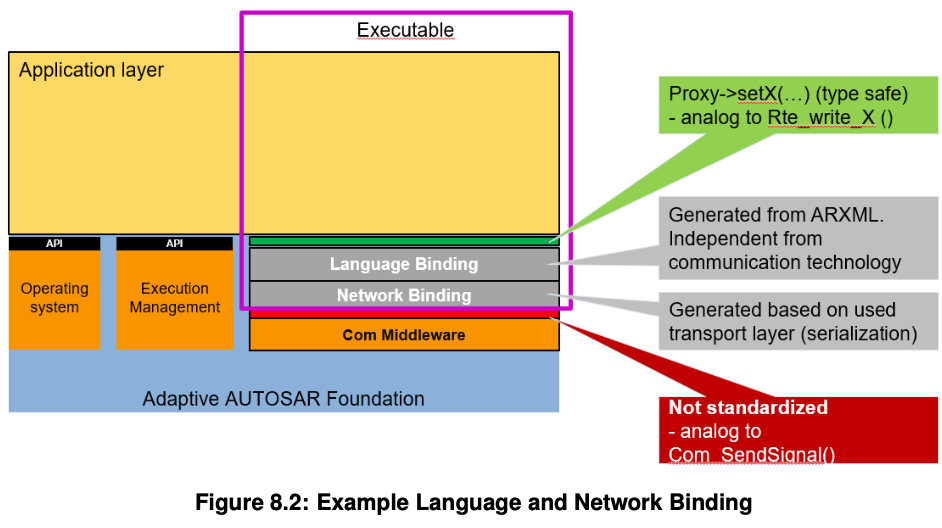 Executable
Application layer
Proxy->setX(…) (type safe)
- analog to Rte_write_X ()
Generated from ARXML.
Independent from
communication technology
API
API
Language Binding
Operating
system
Execution
Management
Network Binding
Generated based on used
transport layer (serialization)
Com Middleware
Adaptive AUTOSAR Foundation
Not standardized
- analog to
Com_SendSignal()
Figure 8.2: Example Language and Network Binding